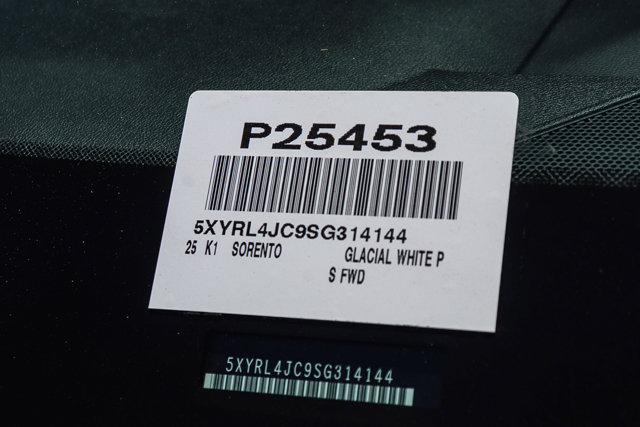 P25453
5XYRL4JC9SG314144
25 K1 SORENTO GLACIAL WHITE P
S FWD
5XYRL4JC9SG314144